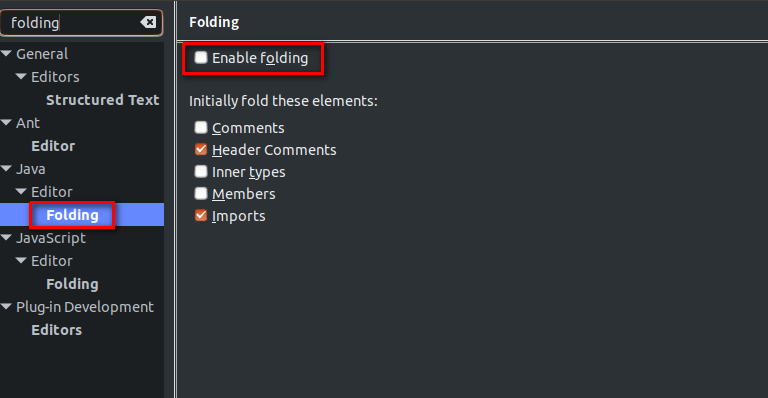 folding
General
Editors
Structured Text
Ant
Editor
Java
Editor
Folding
JavaScript
Editor
Folding
Plug-in Development
Editors
Folding
Enable folding
Initially fold these elements:
Comments
Header Comments
Inner types
Members
Imports